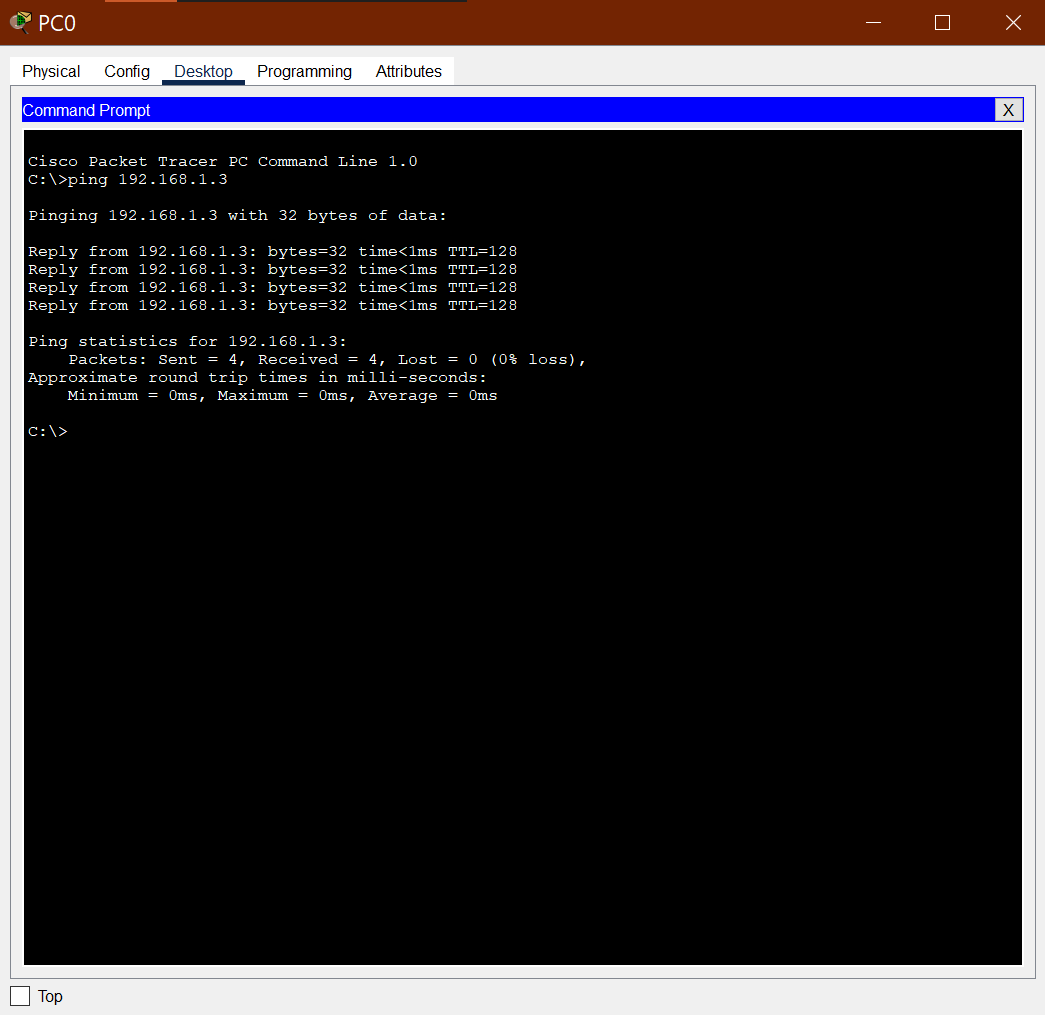 PC0
Physical Config Desktop Programming Attributes
Command Prompt X
Cisco Packet Tracer PC Command Line 1.0
C:\>ping 192.168.1.3
Pinging 192.168.1.3 with 32 bytes of data:
Reply from 192.168.1.3: bytes=32 time<1ms TTL=128
Reply from 192.168.1.3: bytes=32 time<1ms TTL=128
Reply from 192.168.1.3: bytes=32 time<1ms TTL=128
Reply from 192.168.1.3: bytes=32 time<1ms TTL=128
Ping statistics for 192.168.1.3:
Packets: Sent = 4, Received = 4, Lost = 0 (0% loss),
Approximate round trip times in milli-seconds:
Minimum = 0ms, Maximum = 0ms, Average = 0ms
C:\>
Top